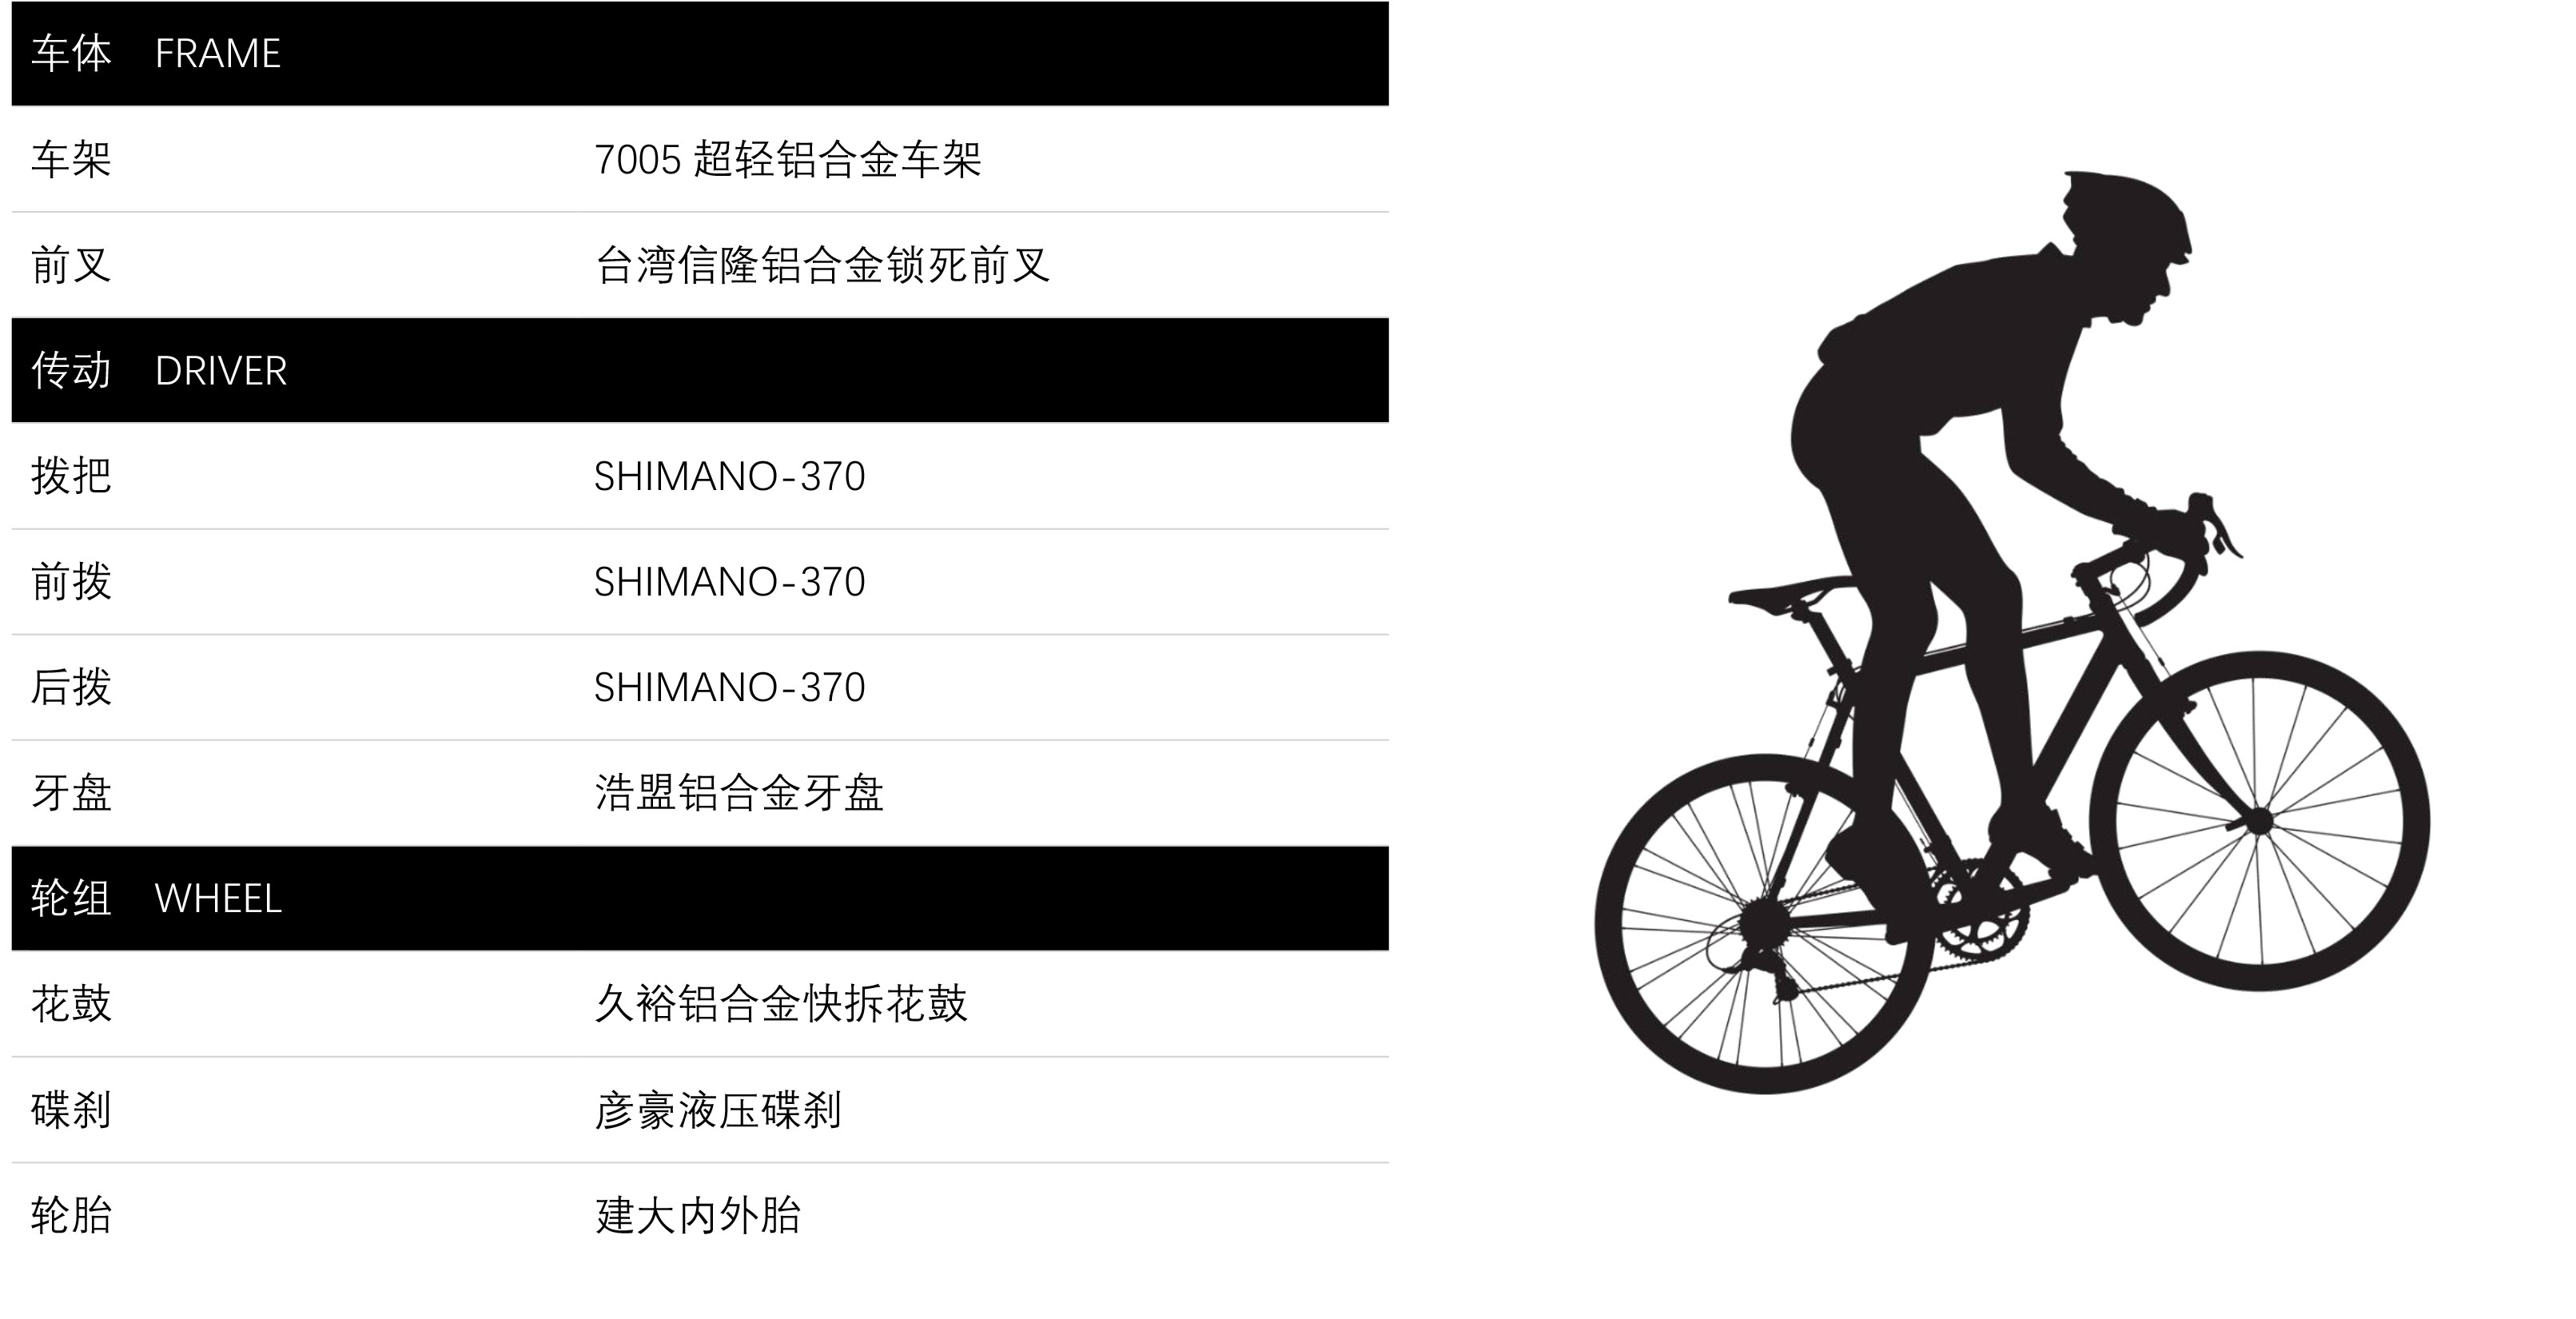 车体 FRAME
车架 7005 超轻铝合金车架
前叉 台湾信隆铝合金锁死前叉
传动 DRIVER
拨把 SHIMANO-370
前拨 SHIMANO-370
后拨 SHIMANO-370
牙盘 浩盟铝合金牙盘
轮组 WHEEL
花鼓 久裕铝合金快拆花鼓
碟刹 彦豪液压碟刹
轮胎 建大内外胎